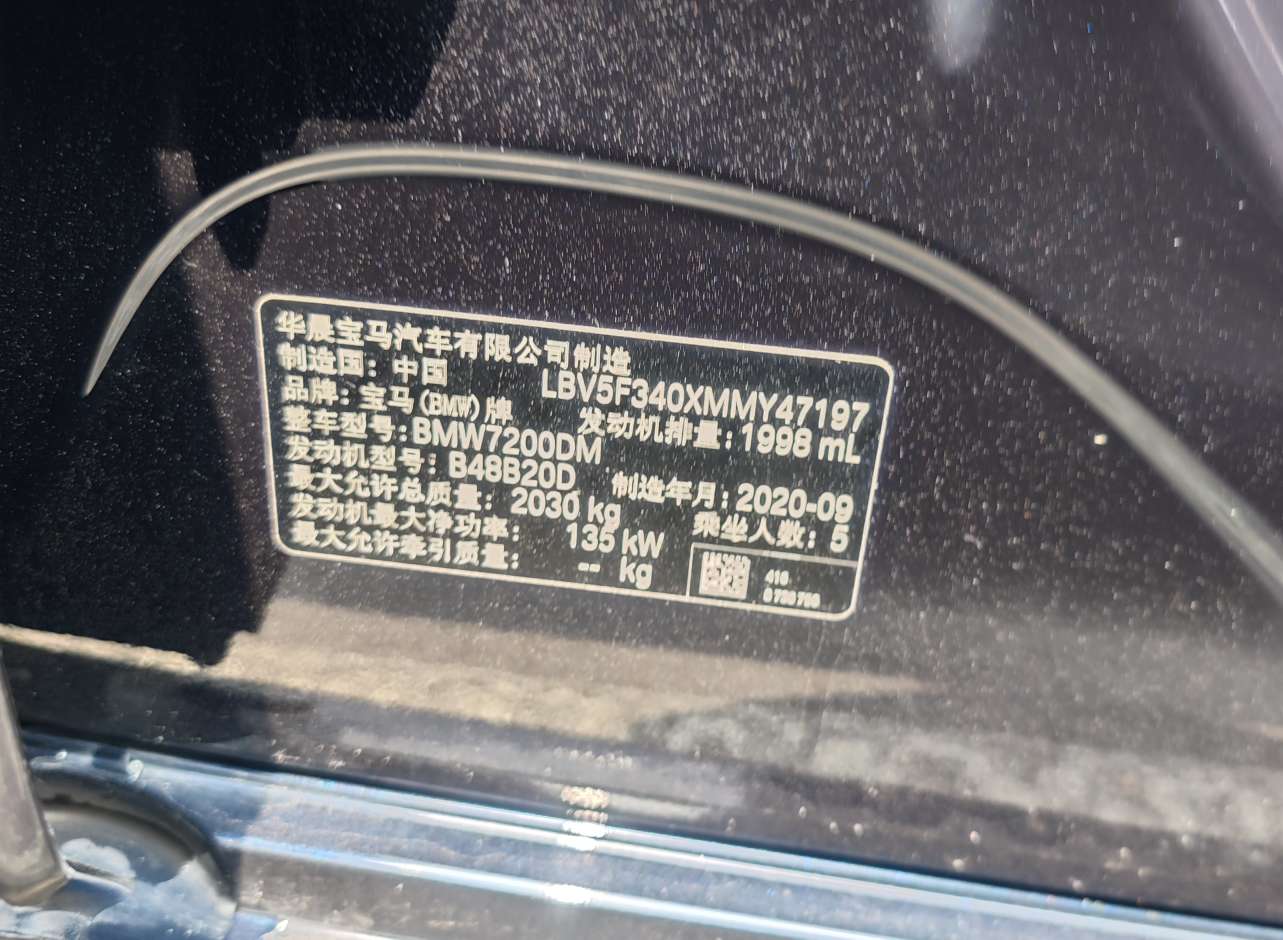 华晨宝马汽车有限公司制造
制造国：中国 LBV5F340XMMY47197
品牌：宝马(BMW)牌 发动机排量：1998 mL
整车型号：BMW7200DM
发动机型号：B48B20D 制造年月：2020-09
最大允许总质量：2030 kg 乘坐人数：5
发动机最大净功率：135 kW
最大允许牵引质量：-- kg